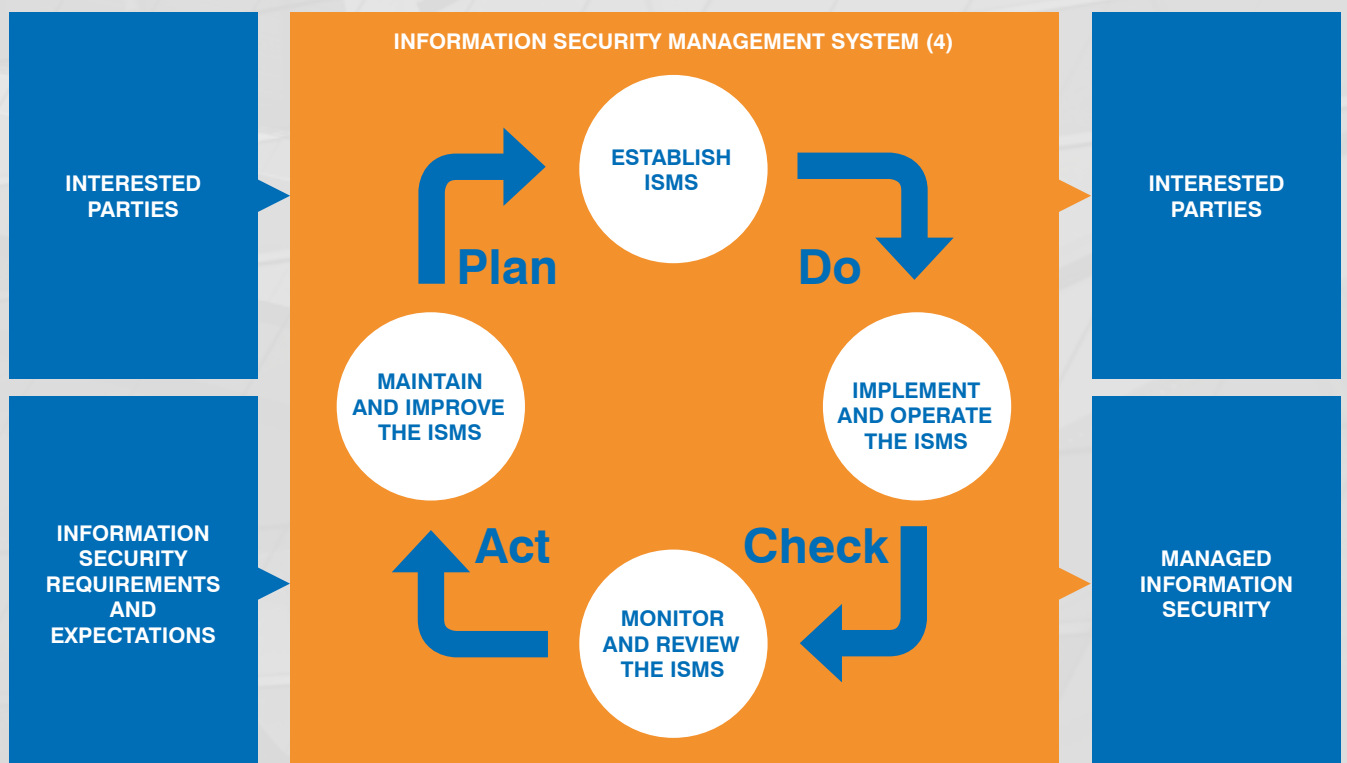 INFORMATION SECURITY MANAGEMENT SYSTEM (4)
INTERESTED
PARTIES
ESTABLISH
ISMS
INTERESTED
PARTIES
Plan
Do
MAINTAIN
AND IMPROVE
THE ISMS
IMPLEMENT
AND OPERATE
THE ISMS
INFORMATION
SECURITY
REQUIREMENTS
AND
EXPECTATIONS
Act
Check
MONITOR
AND REVIEW
THE ISMS
MANAGED
INFORMATION
SECURITY